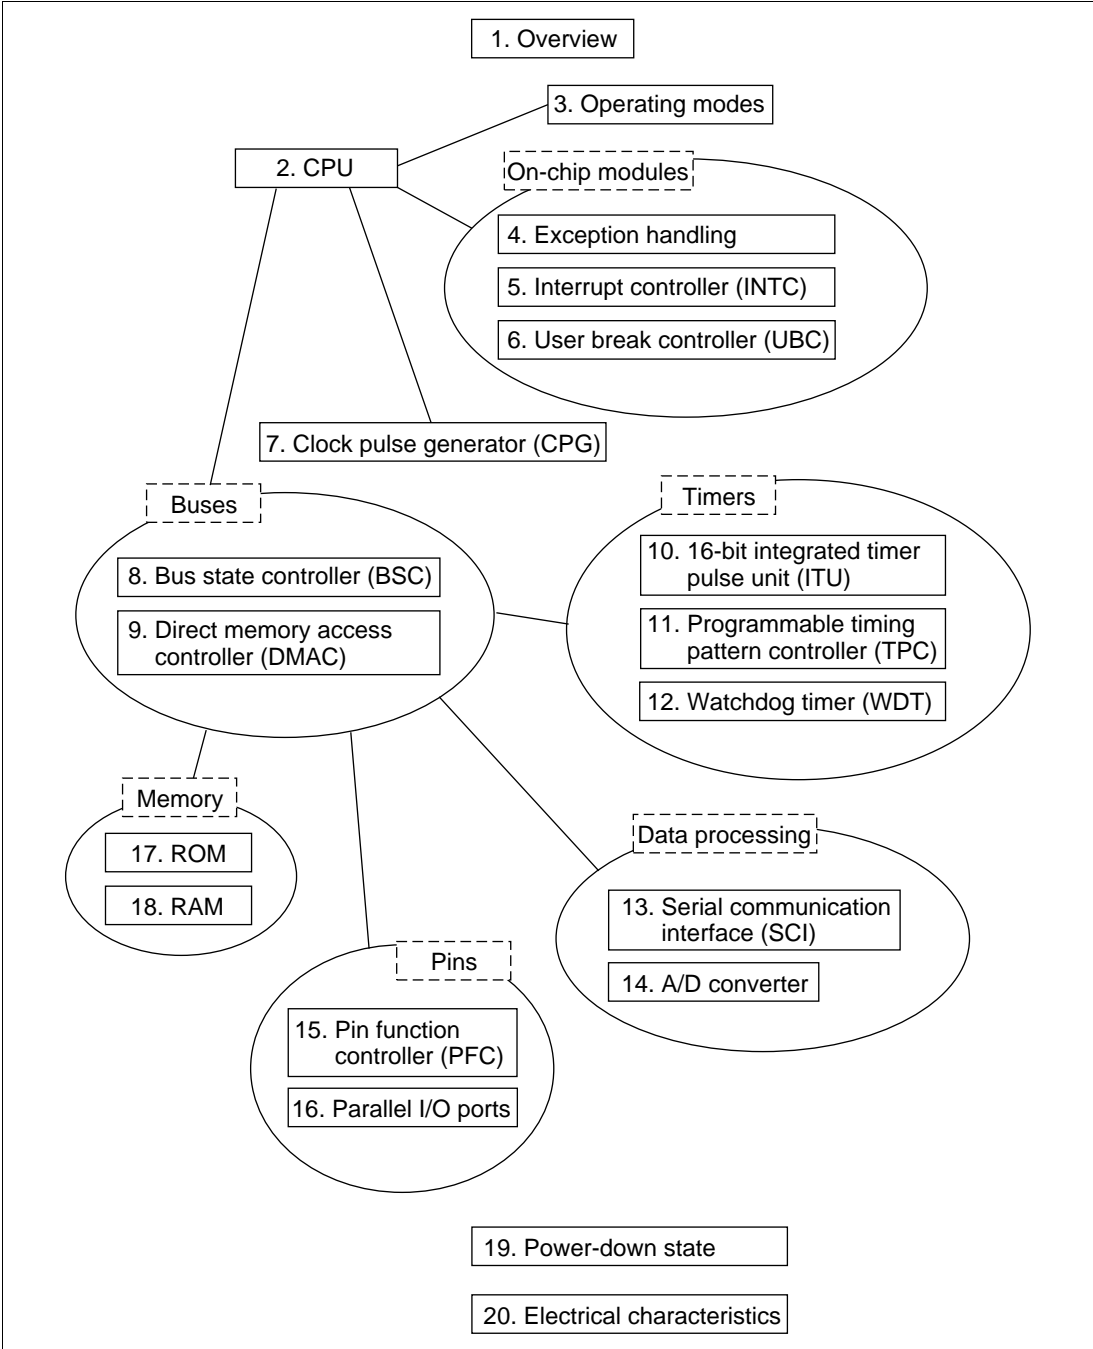 1. Overview
3. Operating modes
2. CPU
On-chip modules
4. Exception handling
5. Interrupt controller (INTC)
6. User break controller (UBC)
7. Clock pulse generator (CPG)
Buses
8. Bus state controller (BSC)
9. Direct memory access
controller (DMAC)
Timers
10. 16-bit integrated timer
pulse unit (ITU)
11. Programmable timing
pattern controller (TPC)
12. Watchdog timer (WDT)
Memory
17. ROM
18. RAM
Data processing
13. Serial communication
interface (SCI)
14. A/D converter
Pins
15. Pin function
controller (PFC)
16. Parallel I/O ports
19. Power-down state
20. Electrical characteristics